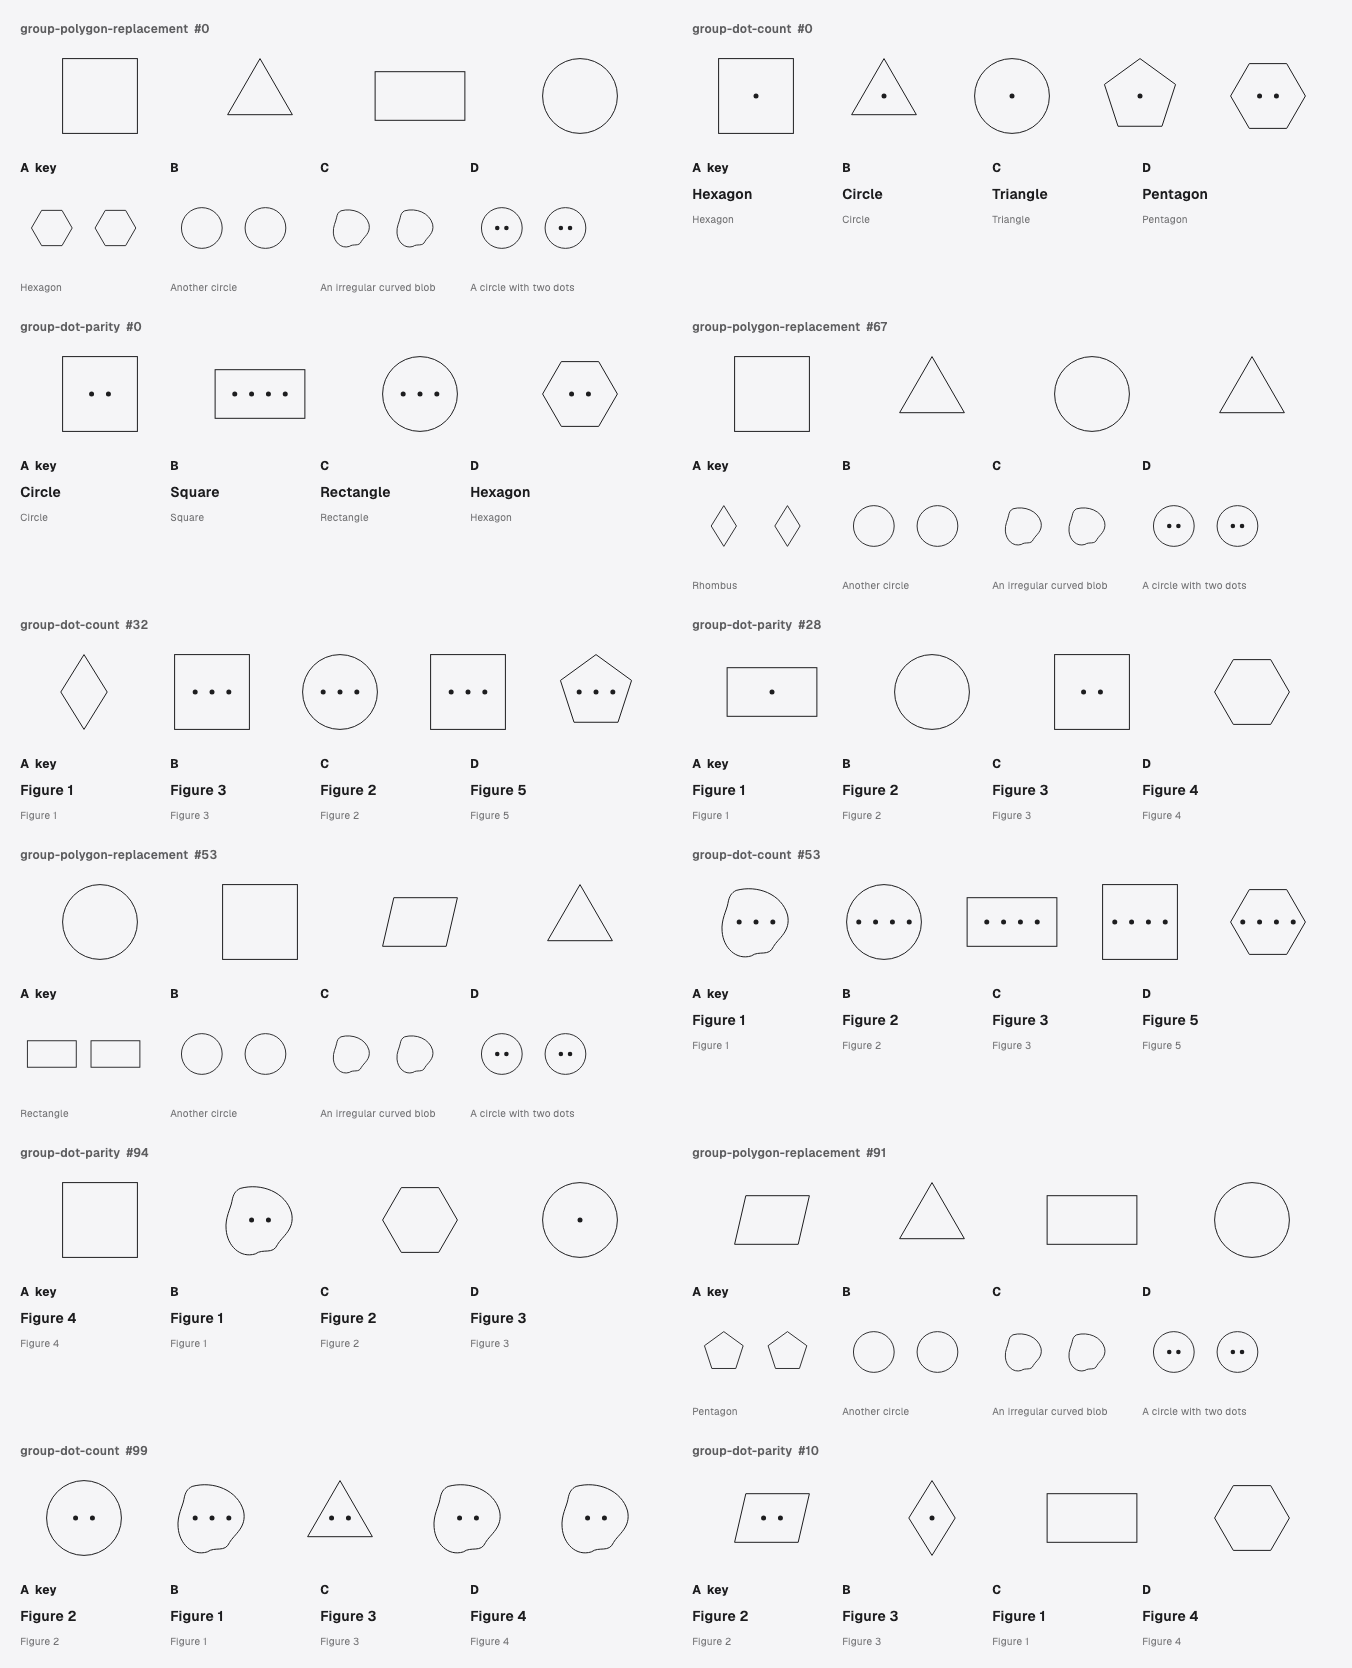 group-polygon-replacement #0
A key
B
C
D
Hexagon
Another circle
An irregular curved blob
A circle with two dots
group-dot-count #0
A key
B
C
D
Hexagon
Circle
Triangle
Pentagon
Hexagon
Circle
Triangle
Pentagon
group-dot-parity #0
A key
B
C
D
Circle
Square
Rectangle
Hexagon
Circle
Square
Rectangle
Hexagon
group-polygon-replacement #67
A key
B
C
D
Rhombus
Another circle
An irregular curved blob
A circle with two dots
group-dot-count #32
A key
B
C
D
Figure 1
Figure 3
Figure 2
Figure 5
Figure 1
Figure 3
Figure 2
Figure 5
group-dot-parity #28
A key
B
C
D
Figure 1
Figure 2
Figure 3
Figure 4
Figure 1
Figure 2
Figure 3
Figure 4
group-polygon-replacement #53
A key
B
C
D
Rectangle
Another circle
An irregular curved blob
A circle with two dots
group-dot-count #53
A key
B
C
D
Figure 1
Figure 2
Figure 3
Figure 5
Figure 1
Figure 2
Figure 3
Figure 5
group-dot-parity #94
A key
B
C
D
Figure 4
Figure 1
Figure 2
Figure 3
Figure 4
Figure 1
Figure 2
Figure 3
group-polygon-replacement #91
A key
B
C
D
Pentagon
Another circle
An irregular curved blob
A circle with two dots
group-dot-count #99
A key
B
C
D
Figure 2
Figure 1
Figure 3
Figure 4
Figure 2
Figure 1
Figure 3
Figure 4
group-dot-parity #10
A key
B
C
D
Figure 2
Figure 3
Figure 1
Figure 4
Figure 2
Figure 3
Figure 1
Figure 4